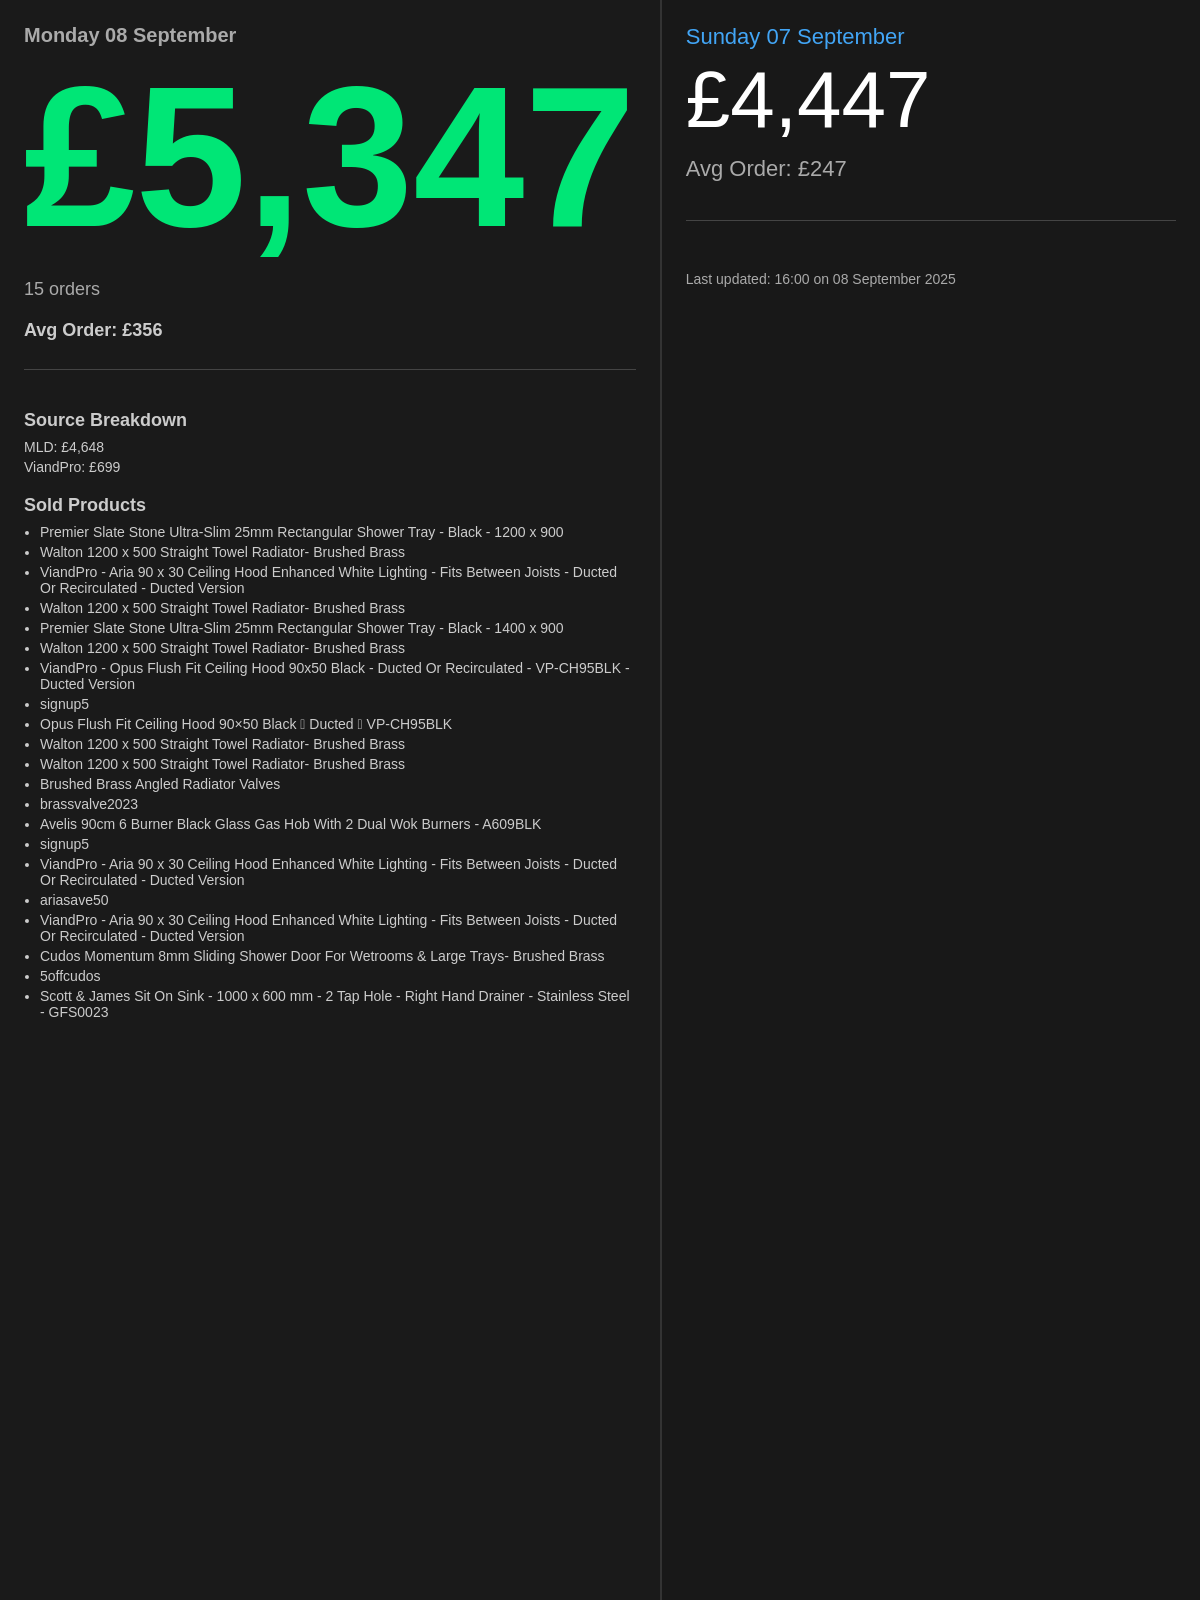 Monday 08 September
£5,347
15 orders
Avg Order: £356
Source Breakdown
MLD: £4,648
ViandPro: £699
Sold Products
• Premier Slate Stone Ultra-Slim 25mm Rectangular Shower Tray - Black - 1200 x 900
• Walton 1200 x 500 Straight Towel Radiator- Brushed Brass
• ViandPro - Aria 90 x 30 Ceiling Hood Enhanced White Lighting - Fits Between Joists - Ducted
Or Recirculated - Ducted Version
• Walton 1200 x 500 Straight Towel Radiator- Brushed Brass
• Premier Slate Stone Ultra-Slim 25mm Rectangular Shower Tray - Black - 1400 x 900
• Walton 1200 x 500 Straight Towel Radiator- Brushed Brass
• ViandPro - Opus Flush Fit Ceiling Hood 90x50 Black - Ducted Or Recirculated - VP-CH95BLK -
Ducted Version
• signup5
• Opus Flush Fit Ceiling Hood 90×50 Black ▯ Ducted ▯ VP-CH95BLK
• Walton 1200 x 500 Straight Towel Radiator- Brushed Brass
• Walton 1200 x 500 Straight Towel Radiator- Brushed Brass
• Brushed Brass Angled Radiator Valves
• brassvalve2023
• Avelis 90cm 6 Burner Black Glass Gas Hob With 2 Dual Wok Burners - A609BLK
• signup5
• ViandPro - Aria 90 x 30 Ceiling Hood Enhanced White Lighting - Fits Between Joists - Ducted
Or Recirculated - Ducted Version
• ariasave50
• ViandPro - Aria 90 x 30 Ceiling Hood Enhanced White Lighting - Fits Between Joists - Ducted
Or Recirculated - Ducted Version
• Cudos Momentum 8mm Sliding Shower Door For Wetrooms & Large Trays- Brushed Brass
• 5offcudos
• Scott & James Sit On Sink - 1000 x 600 mm - 2 Tap Hole - Right Hand Drainer - Stainless Steel
- GFS0023
Sunday 07 September
£4,447
Avg Order: £247
Last updated: 16:00 on 08 September 2025